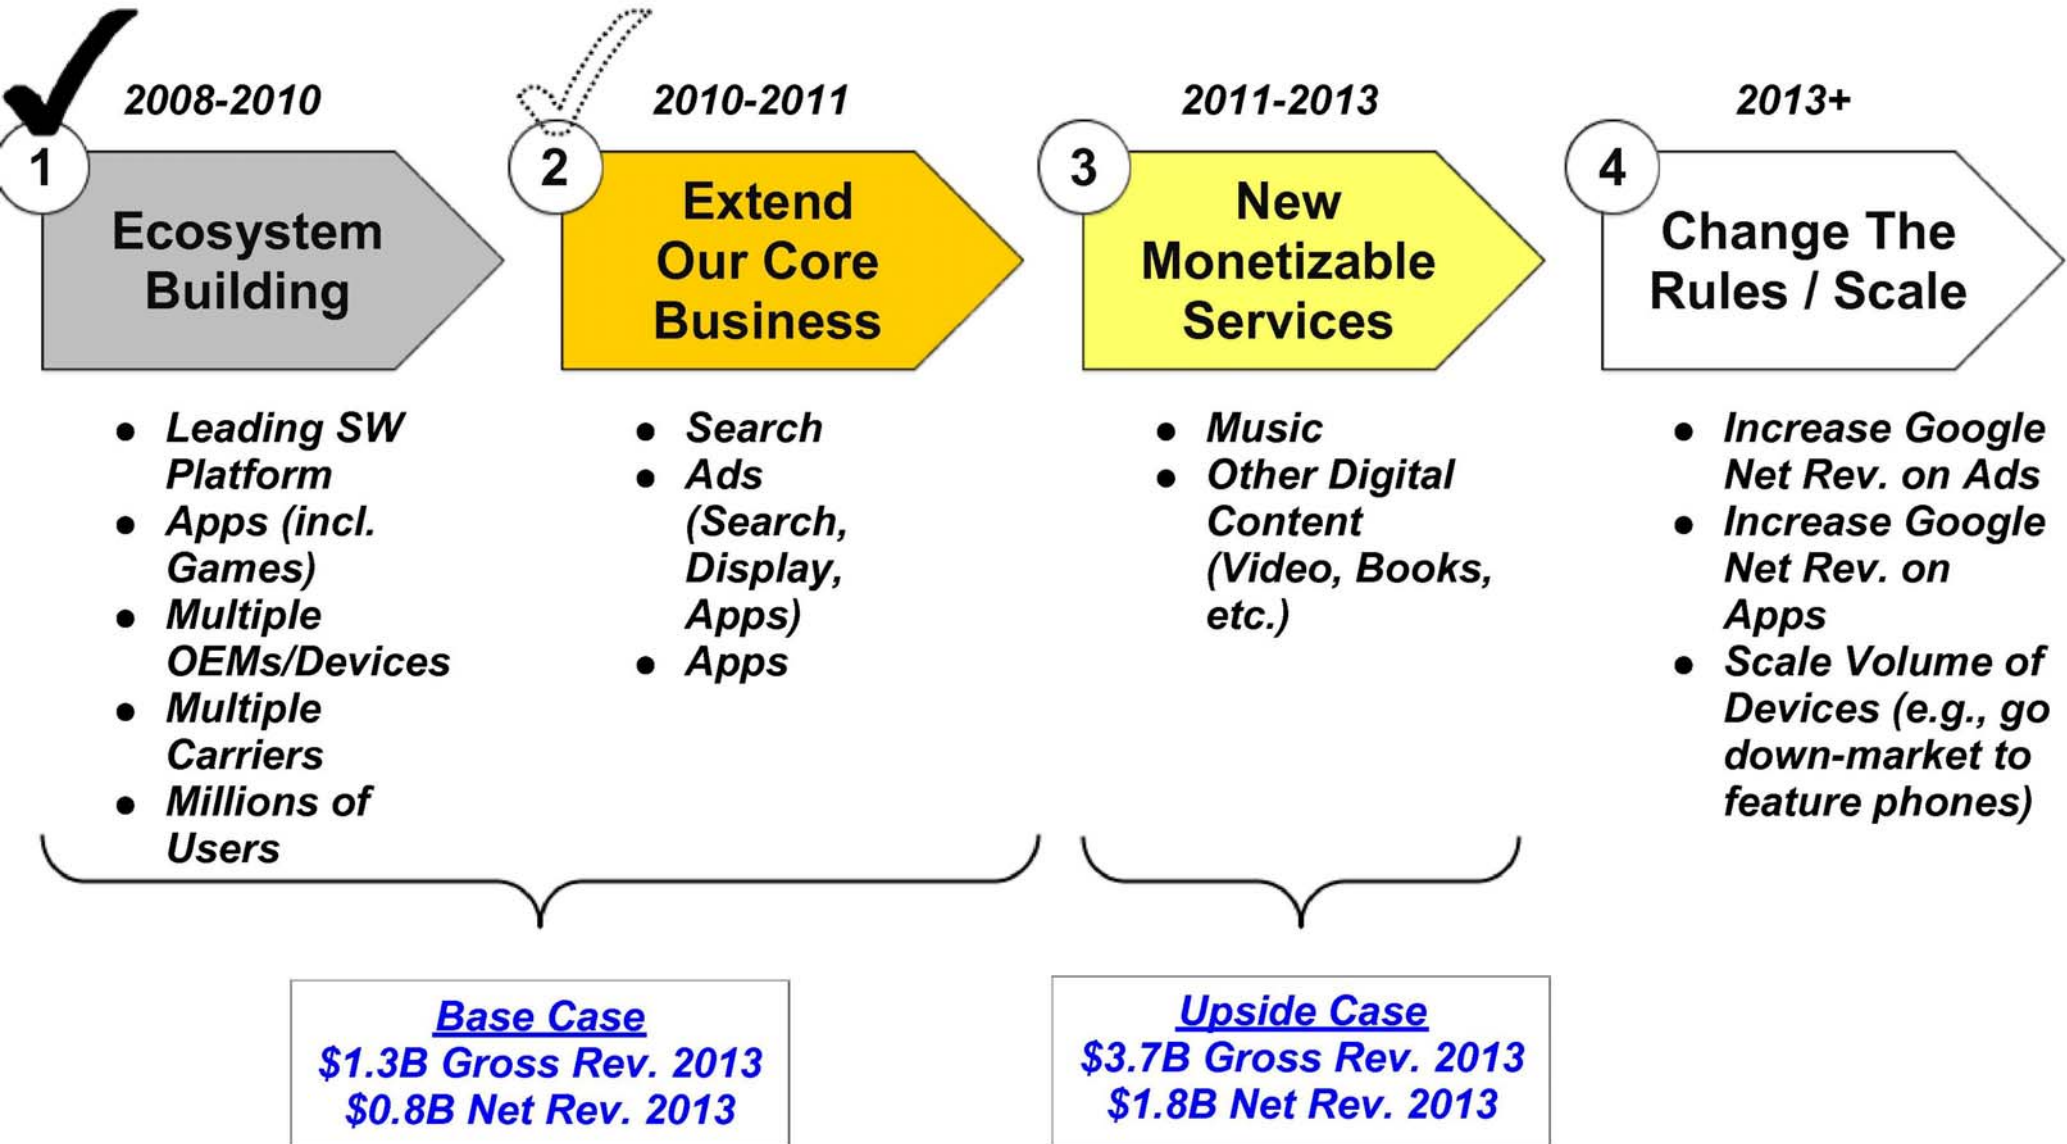 2008-2010
1
Ecosystem
Building
● Leading SW
Platform
● Apps (incl.
Games)
● Multiple
OEMs/Devices
● Multiple
Carriers
● Millions of
Users
2010-2011
2
Extend
Our Core
Business
● Search
● Ads
(Search,
Display,
Apps)
● Apps
2011-2013
3
New
Monetizable
Services
● Music
● Other Digital
Content
(Video, Books,
etc.)
2013+
4
Change The
Rules / Scale
● Increase Google
Net Rev. on Ads
● Increase Google
Net Rev. on
Apps
● Scale Volume of
Devices (e.g., go
down-market to
feature phones)
Base Case
$1.3B Gross Rev. 2013
$0.8B Net Rev. 2013
Upside Case
$3.7B Gross Rev. 2013
$1.8B Net Rev. 2013